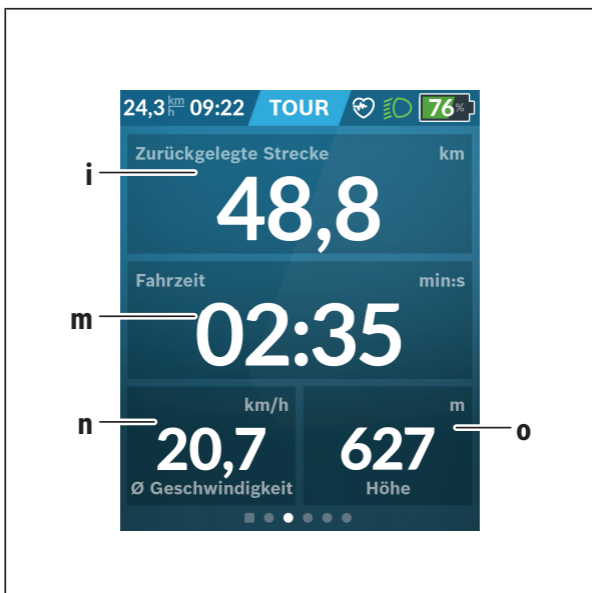 24,3 km/h 09:22 TOUR 76%
Zurückgelegte Strecke km
i
48,8
Fahrzeit min:s
m
02:35
km/h m
n o
20,7 627
Ø Geschwindigkeit Höhe